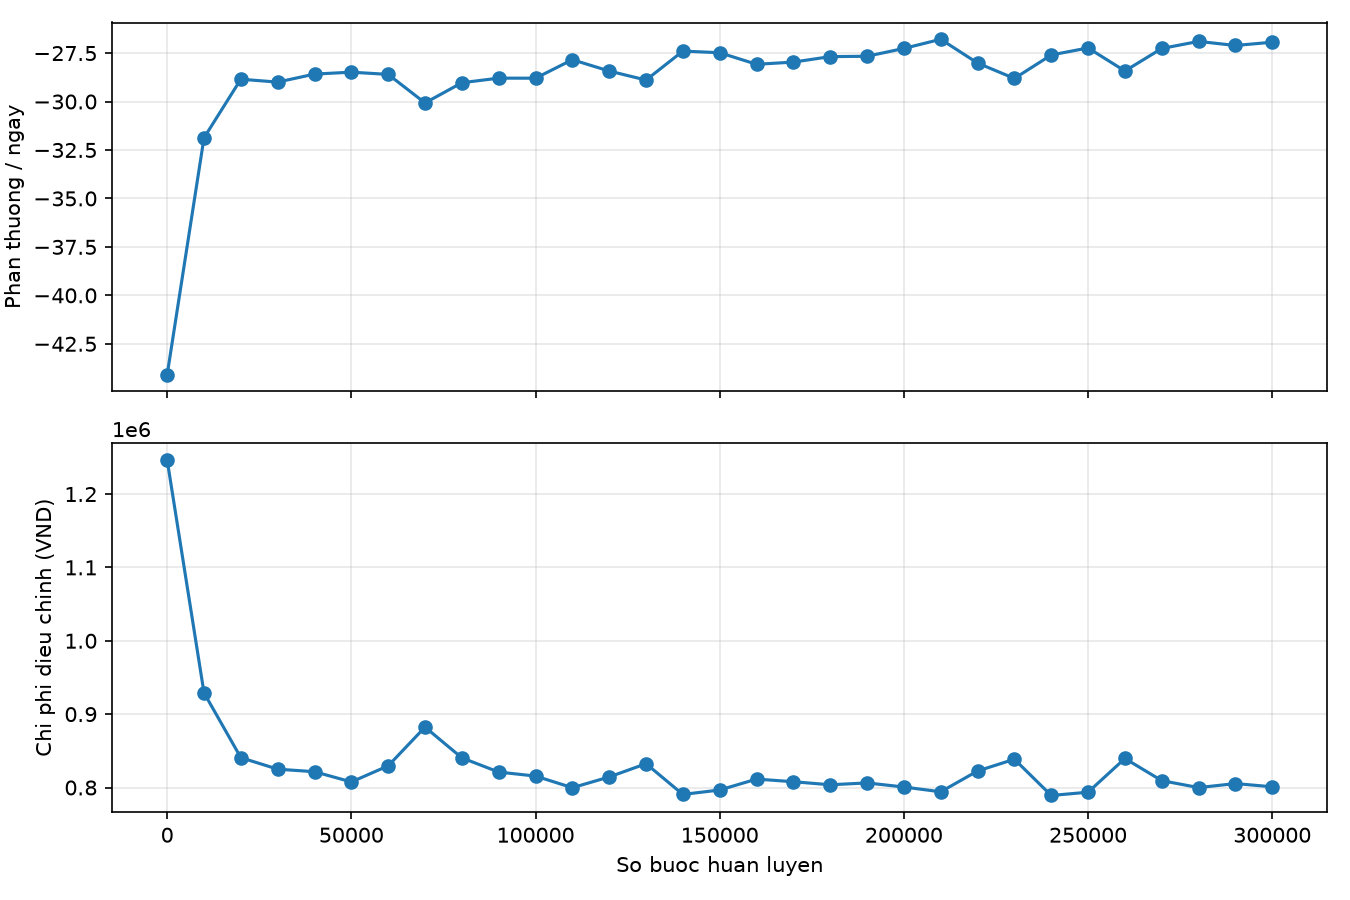 Phan thuong / ngay
−27.5
−30.0
−32.5
−35.0
−37.5
−40.0
−42.5
1e6
Chi phi dieu chinh (VND)
1.2
1.1
1.0
0.9
0.8
0 50000 100000 150000 200000 250000 300000
So buoc huan luyen